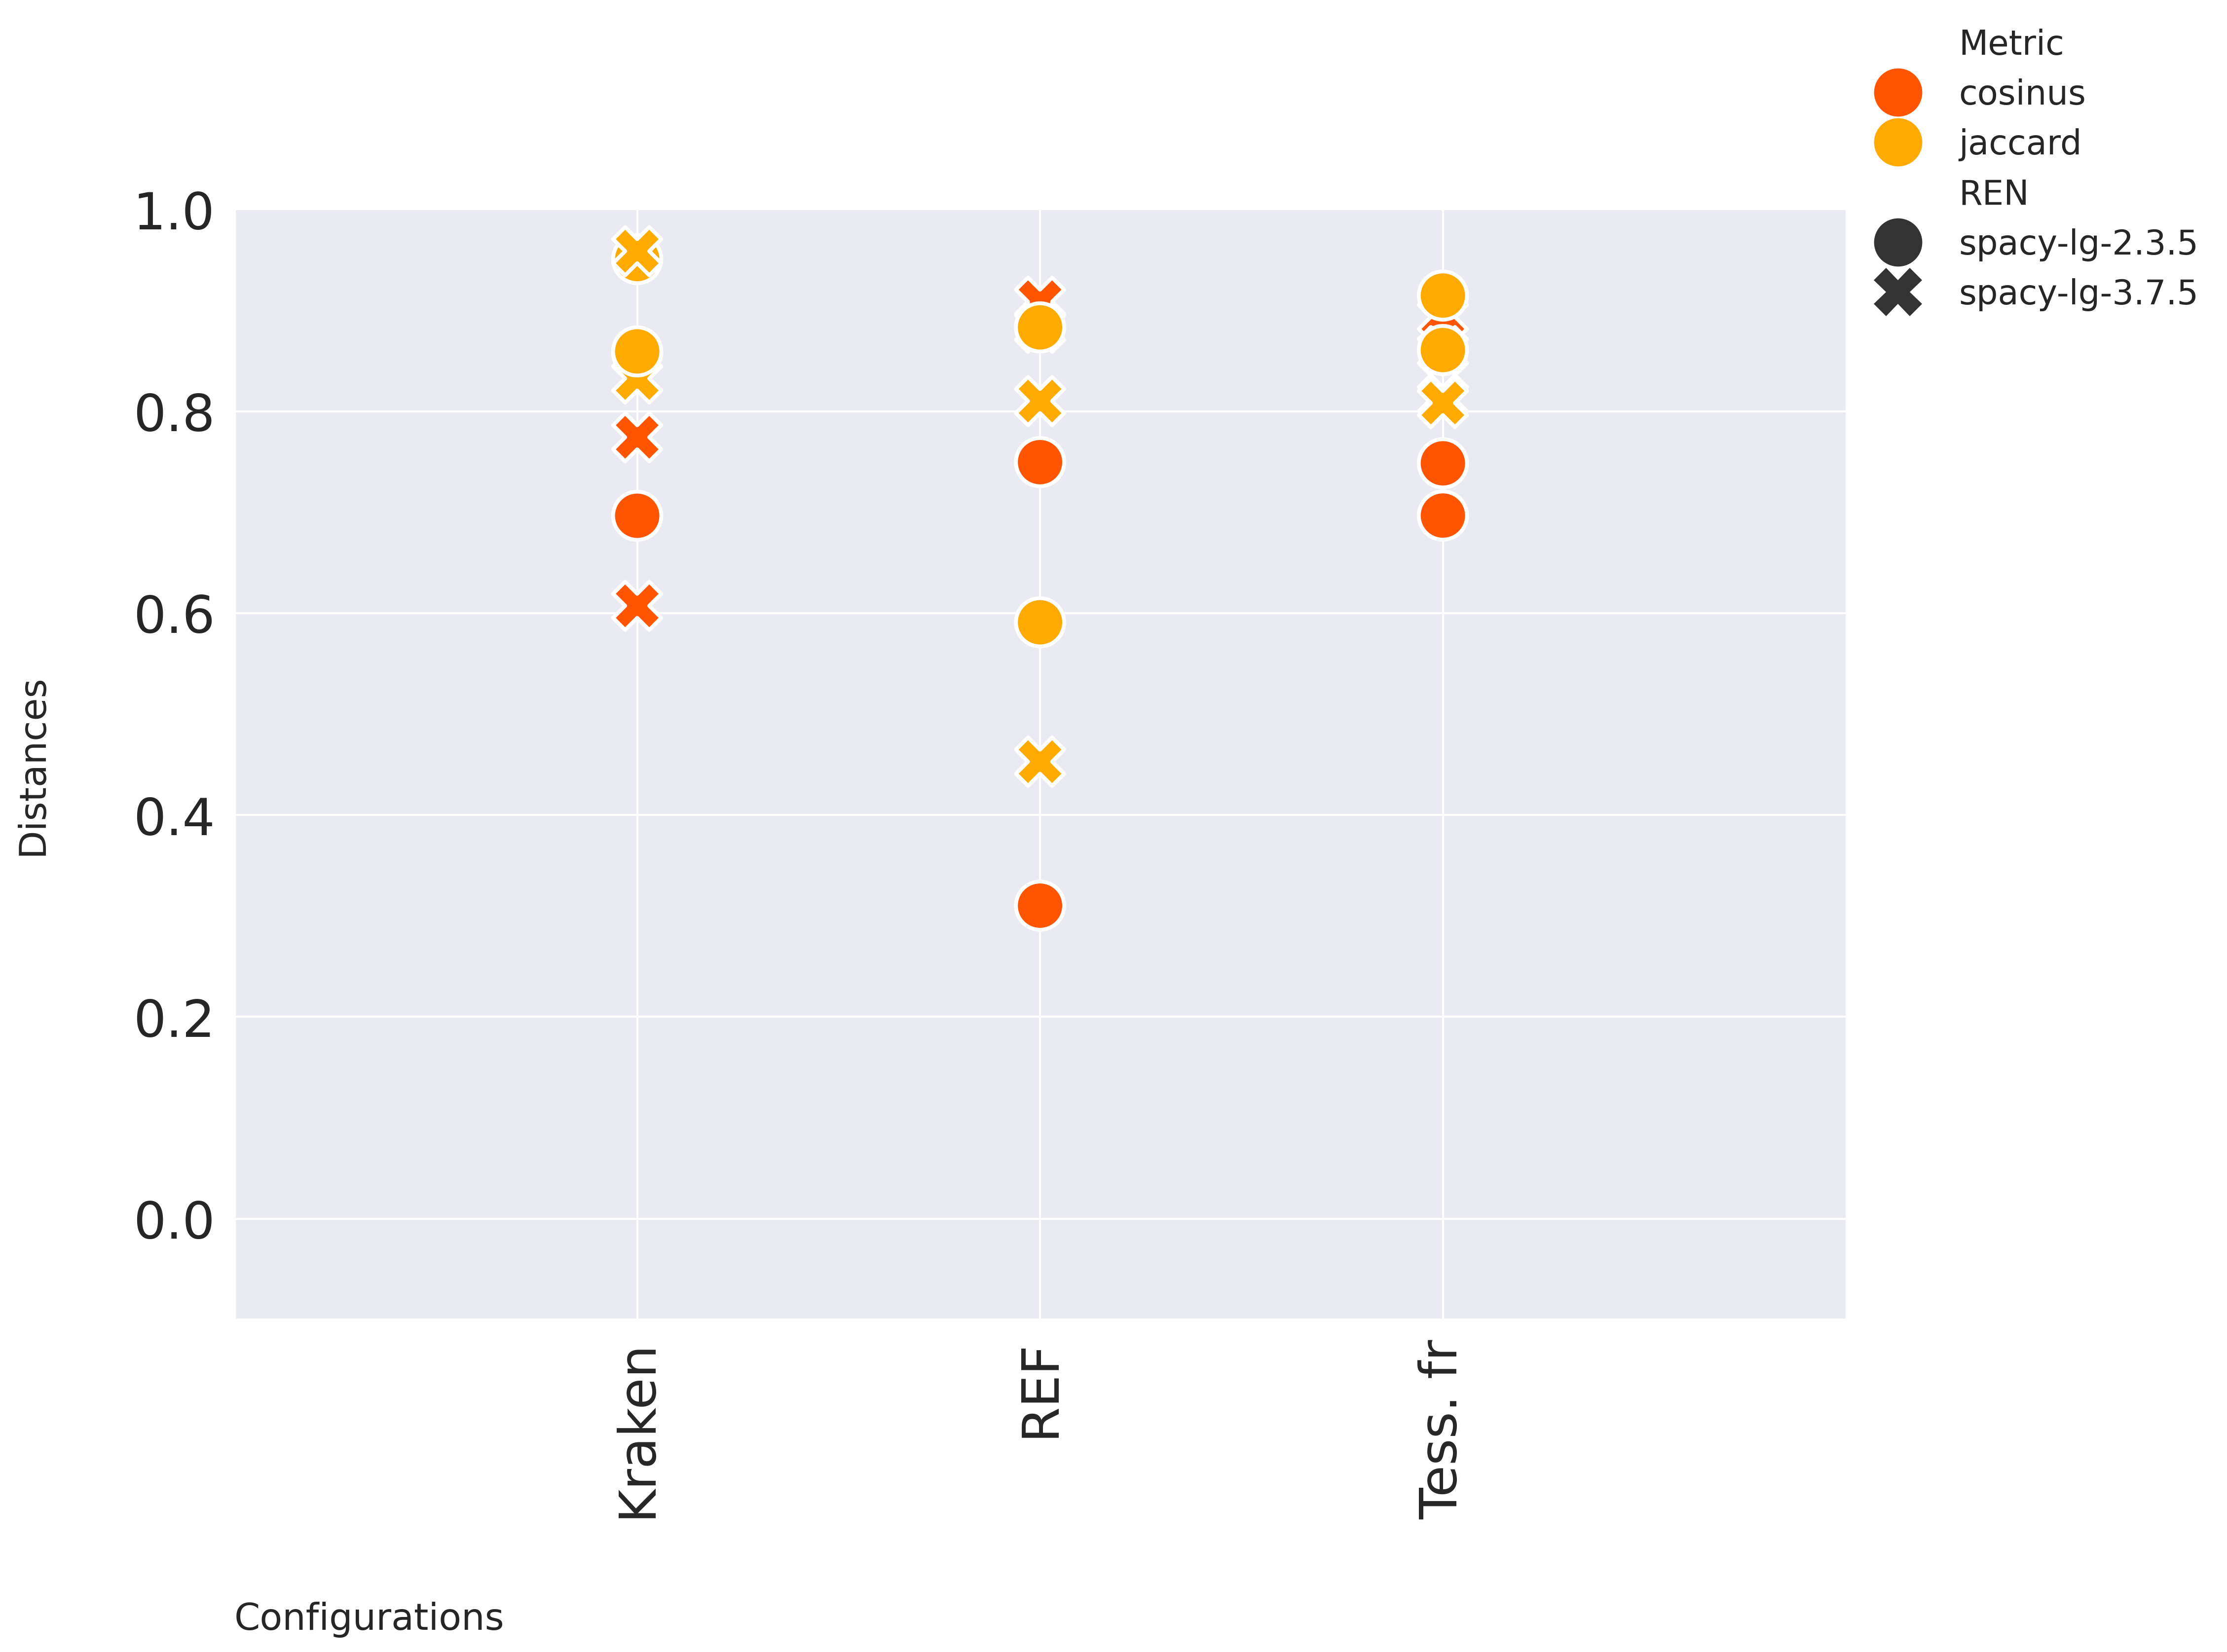 Metric
cosinus
jaccard
REN
spacy-lg-2.3.5
spacy-lg-3.7.5
1.0
0.8
0.6
0.4
0.2
0.0
Distances
Kraken
REF
Tess. fr
Configurations